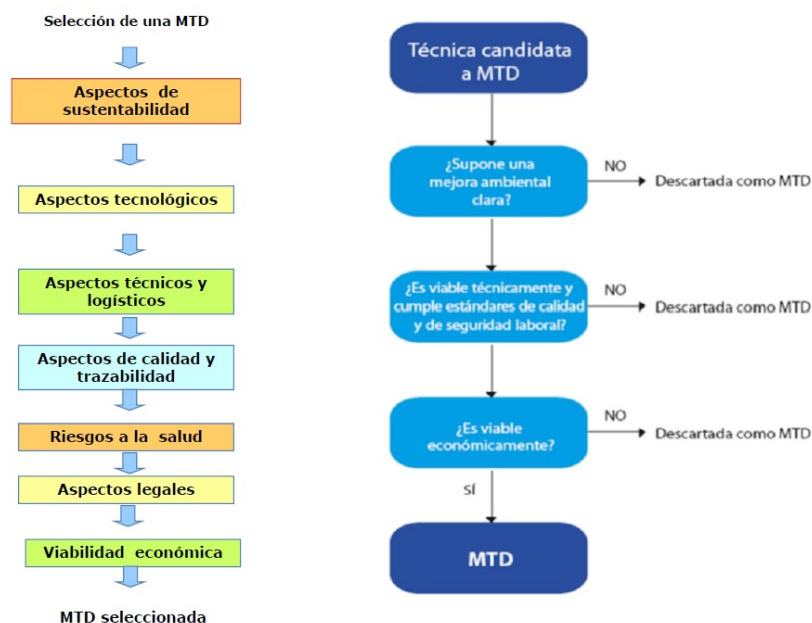 Selección de una MTD
Aspectos de
sustentabilidad
Aspectos tecnológicos
Aspectos técnicos y
logísticos
Aspectos de calidad y
trazabilidad
Riesgos a la salud
Aspectos legales
Viabilidad económica
MTD seleccionada
Técnica candidata
a MTD
¿Supone una
mejora ambiental
clara?
NO
Descartada como MTD
¿Es viable técnicamente y
cumple estándares de calidad
y de seguridad laboral?
NO
Descartada como MTD
¿Es viable
económicamente?
NO
Descartada como MTD
SÍ
MTD